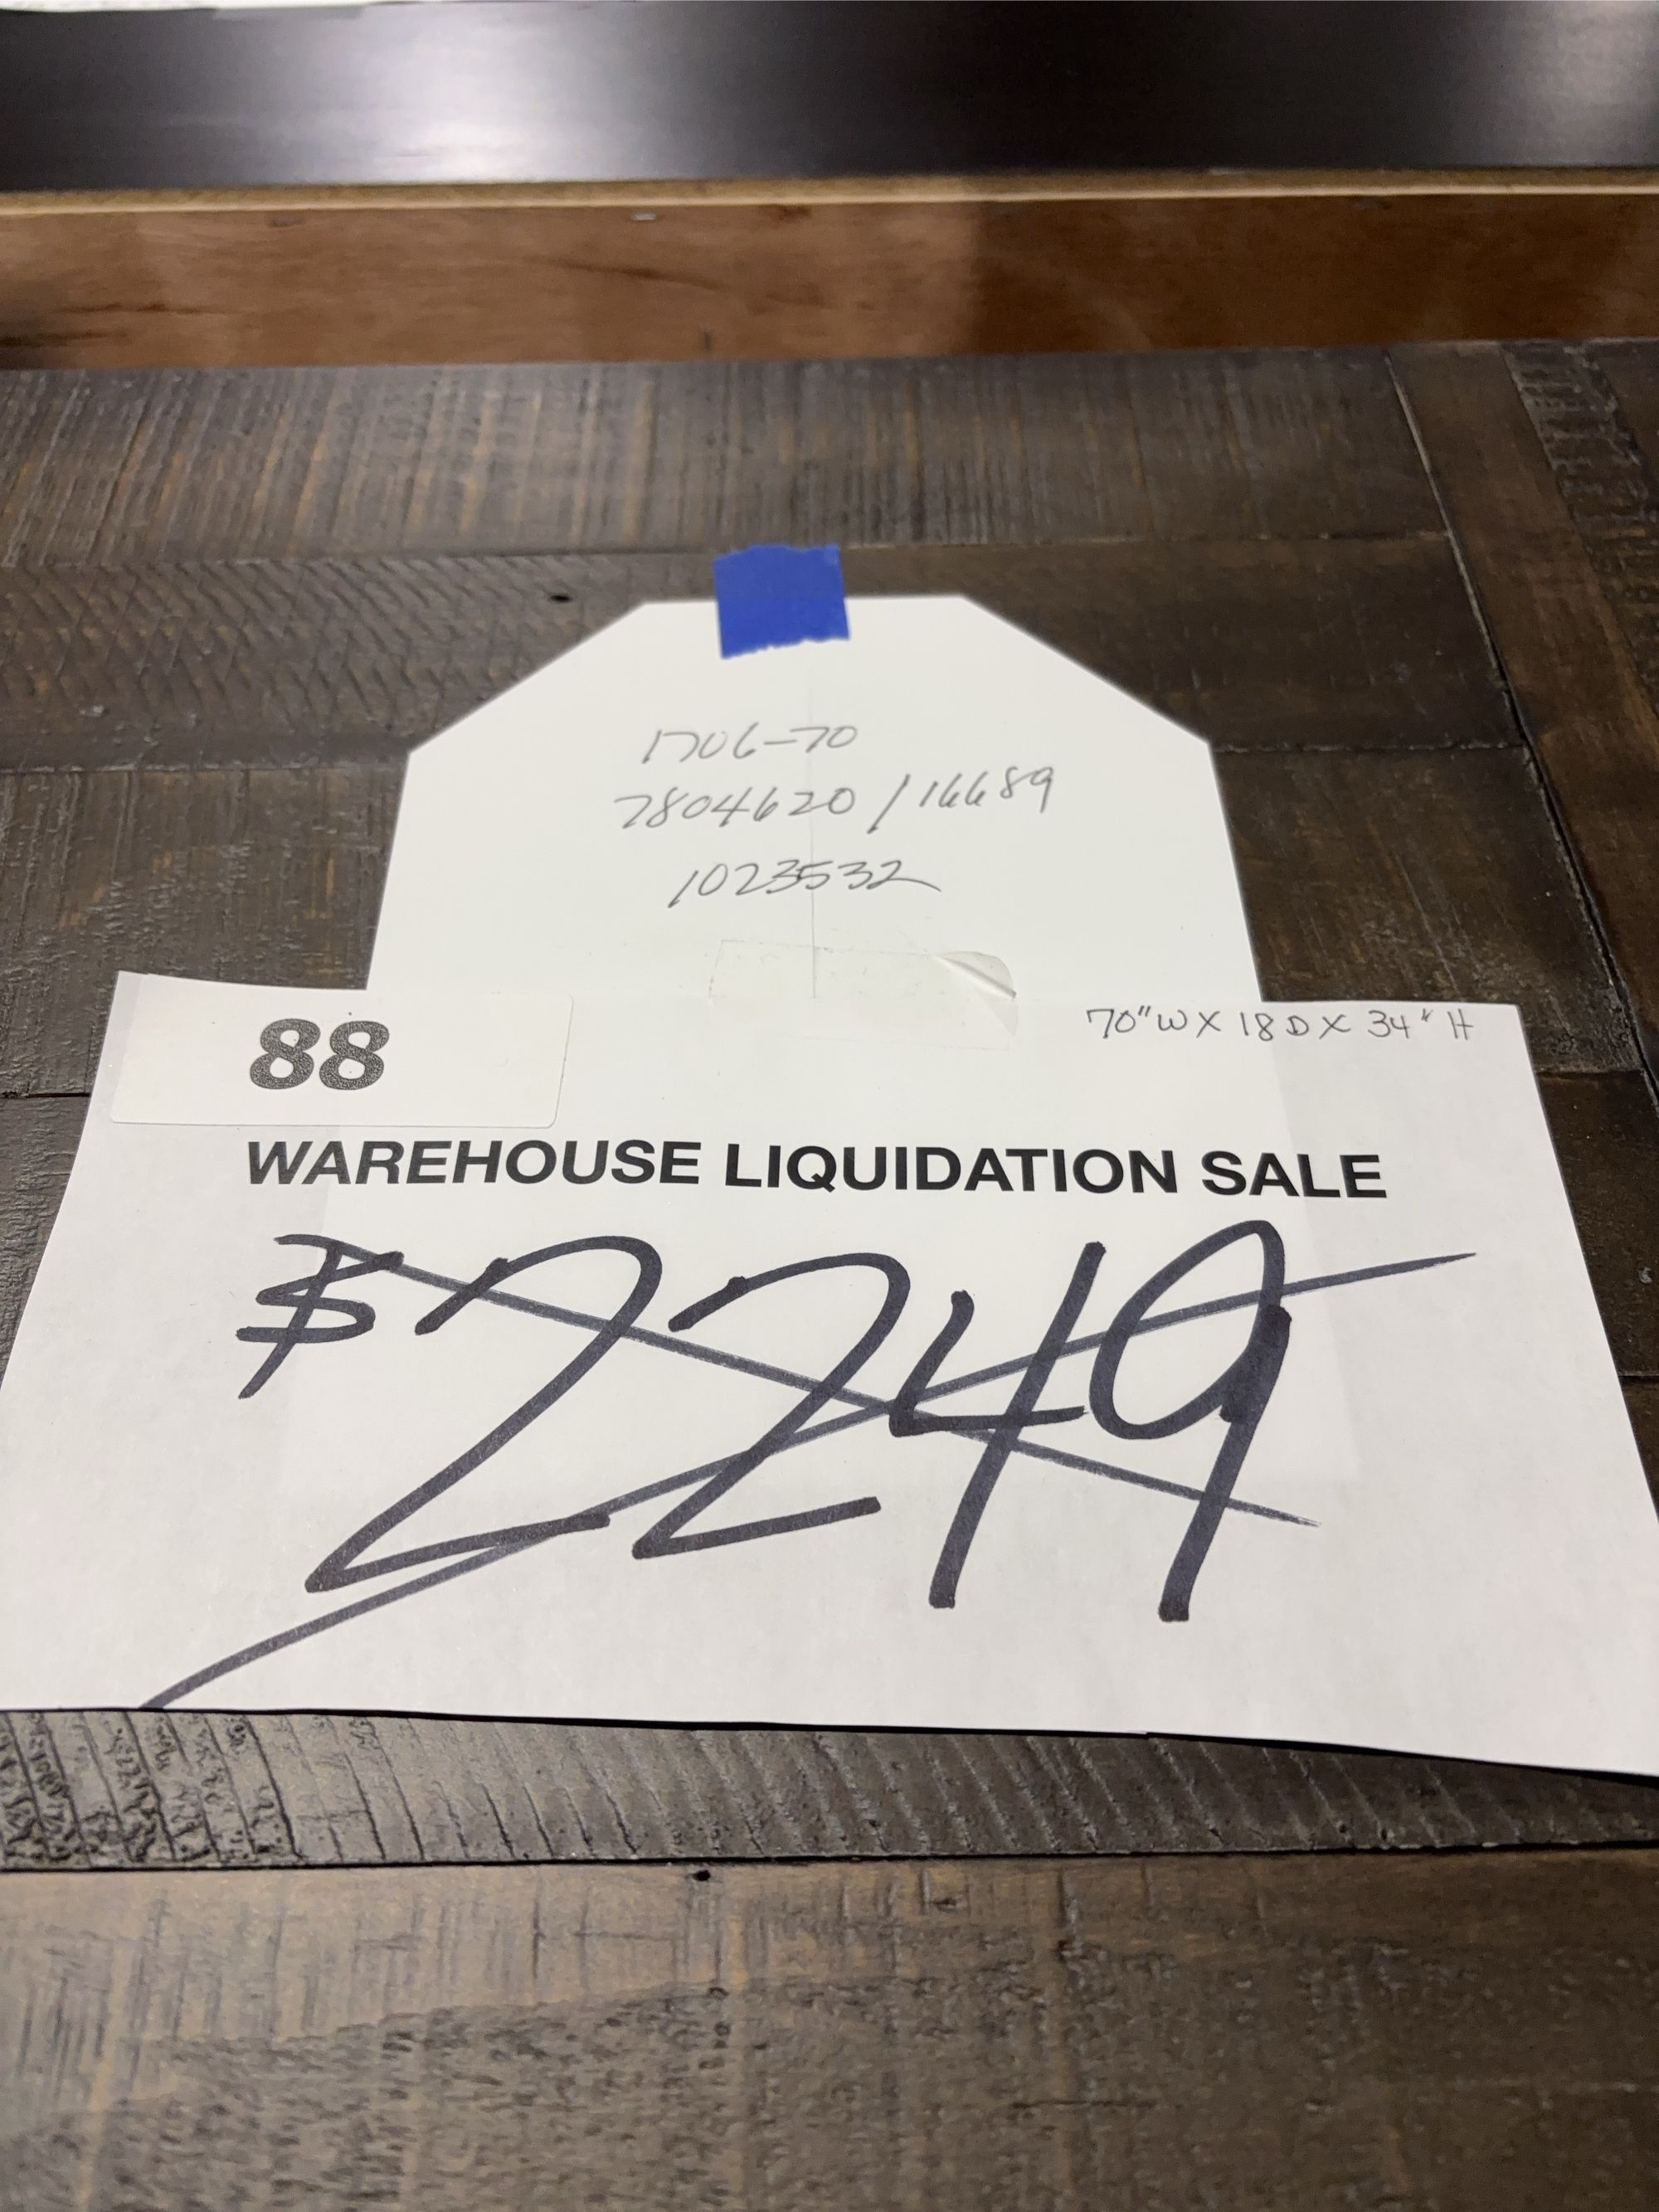 1706-70
7804620/16689
1023532
88
70"W X 18 D X 34" H
WAREHOUSE LIQUIDATION SALE
$2249